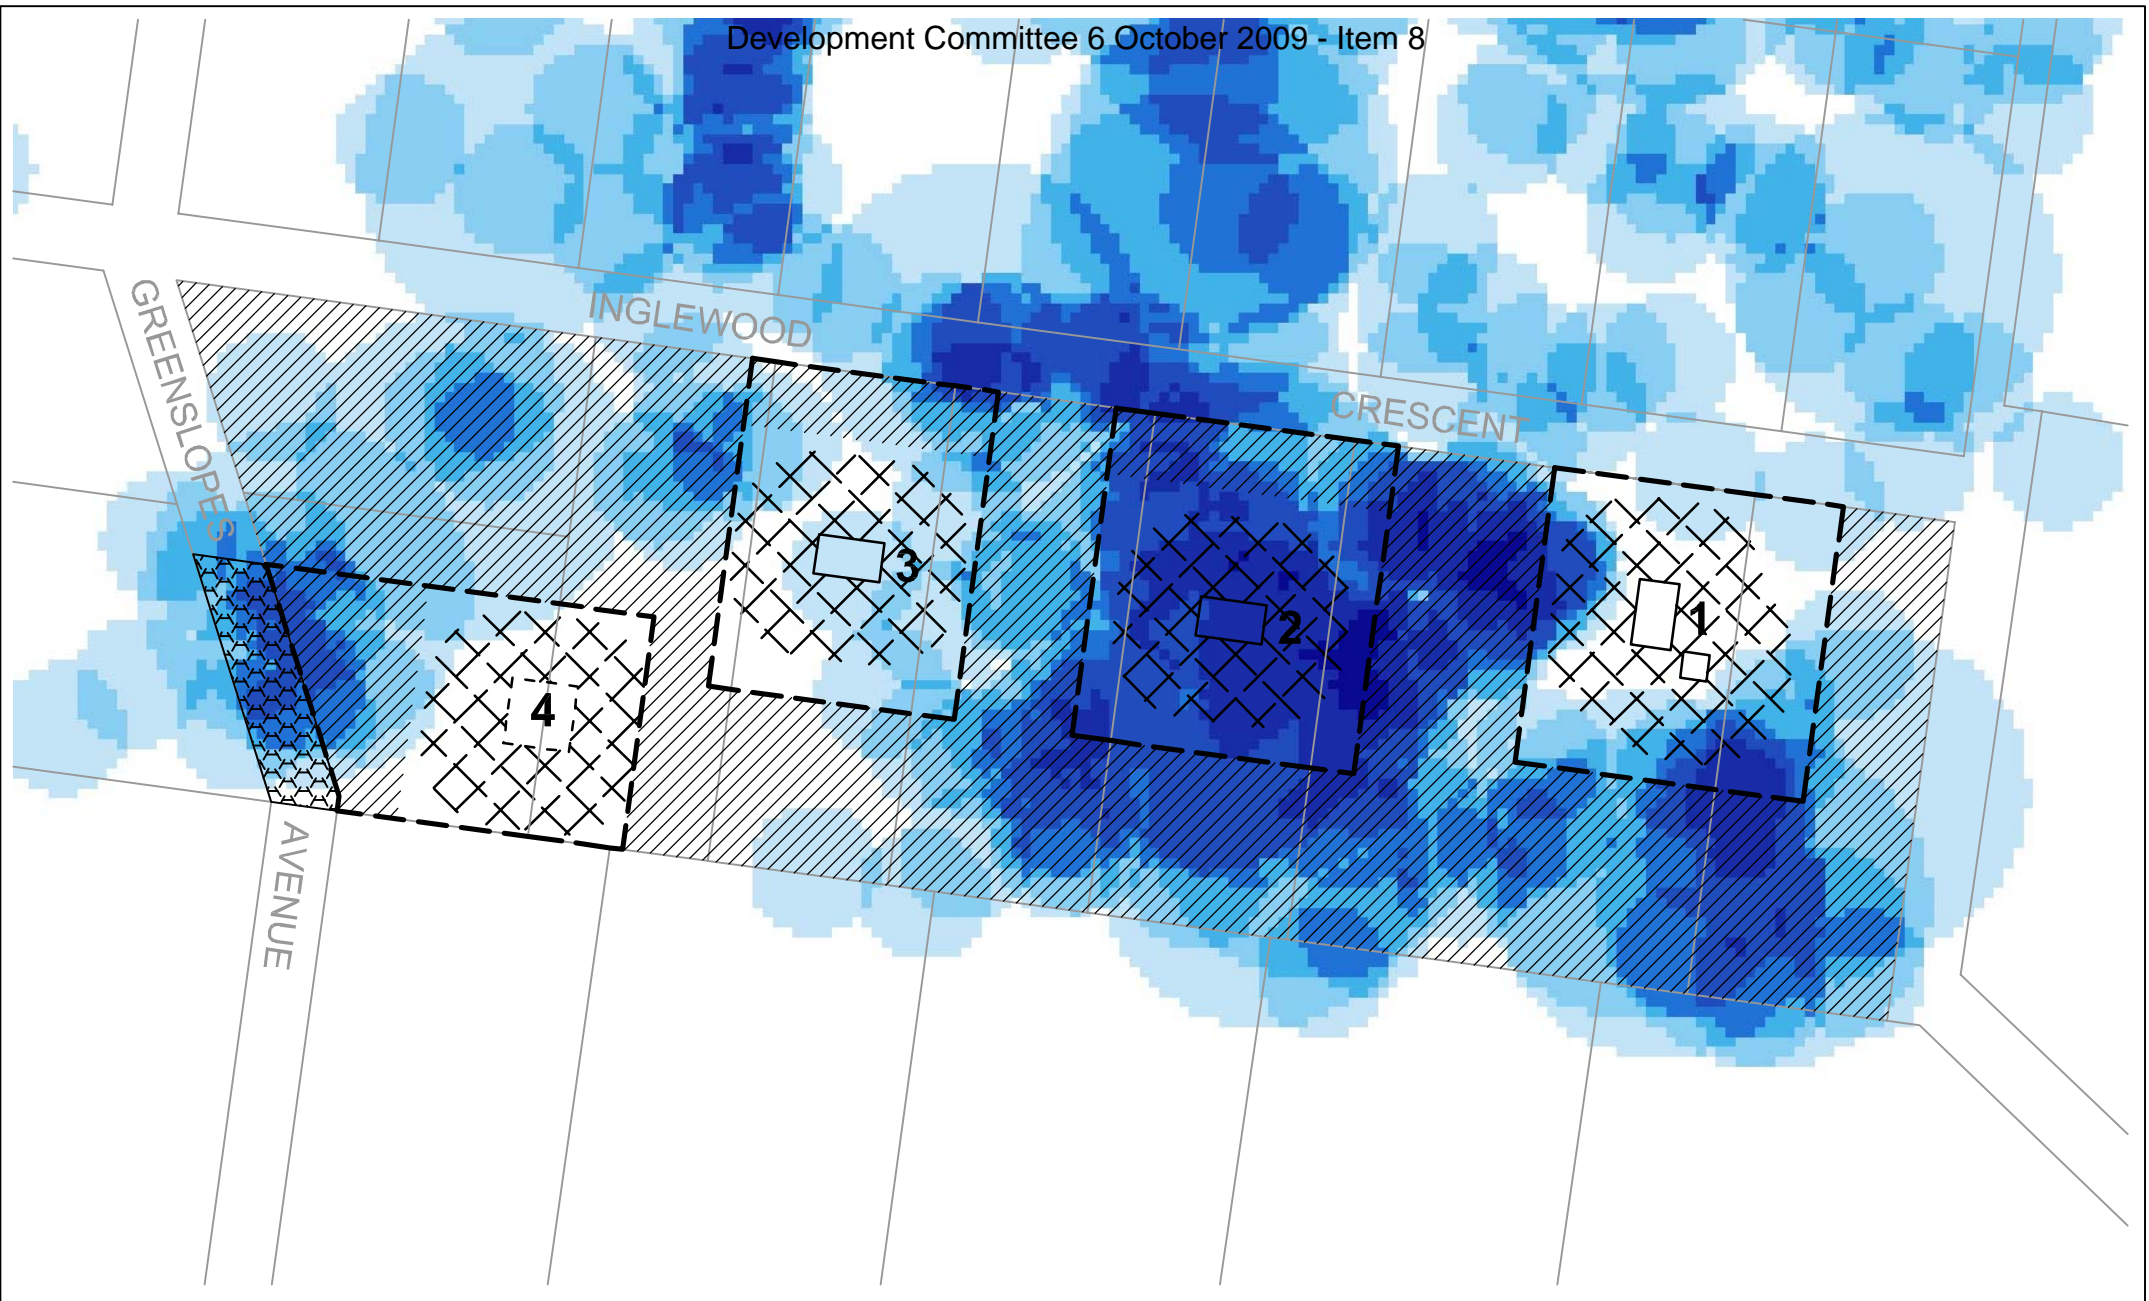 Development Committee 6 October 2009 - Item 8
GREENSLOPES
INGLEWOOD
CRESCENT
3
2
1
4
AVENUE